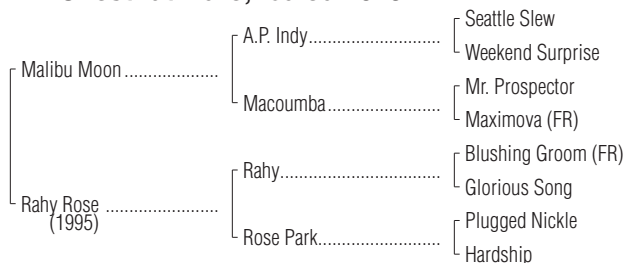 Seattle Slew
A.P. Indy
Weekend Surprise
Malibu Moon
Mr. Prospector
Macoumba
Maximova (FR)
Blushing Groom (FR)
Rahy
Glorious Song
Rahy Rose
(1995)
Plugged Nickle
Rose Park
Hardship